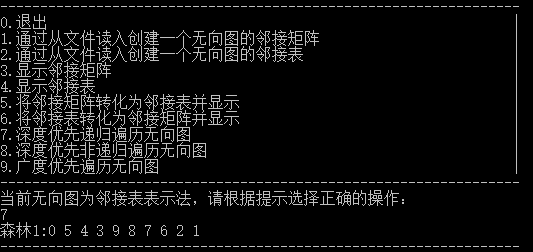 0.退出
1.通过从文件读入创建一个无向图的邻接矩阵
2.通过从文件读入创建一个无向图的邻接表
3.显示邻接矩阵
4.显示邻接表
5.将邻接矩阵转化为邻接表并显示
6.将邻接表转化为邻接矩阵并显示
7.深度优先递归遍历无向图
8.深度优先非递归遍历无向图
9.广度优先遍历无向图
当前无向图为邻接表表示法，请根据提示选择正确的操作：
7
森林1:0 5 4 3 9 8 7 6 2 1